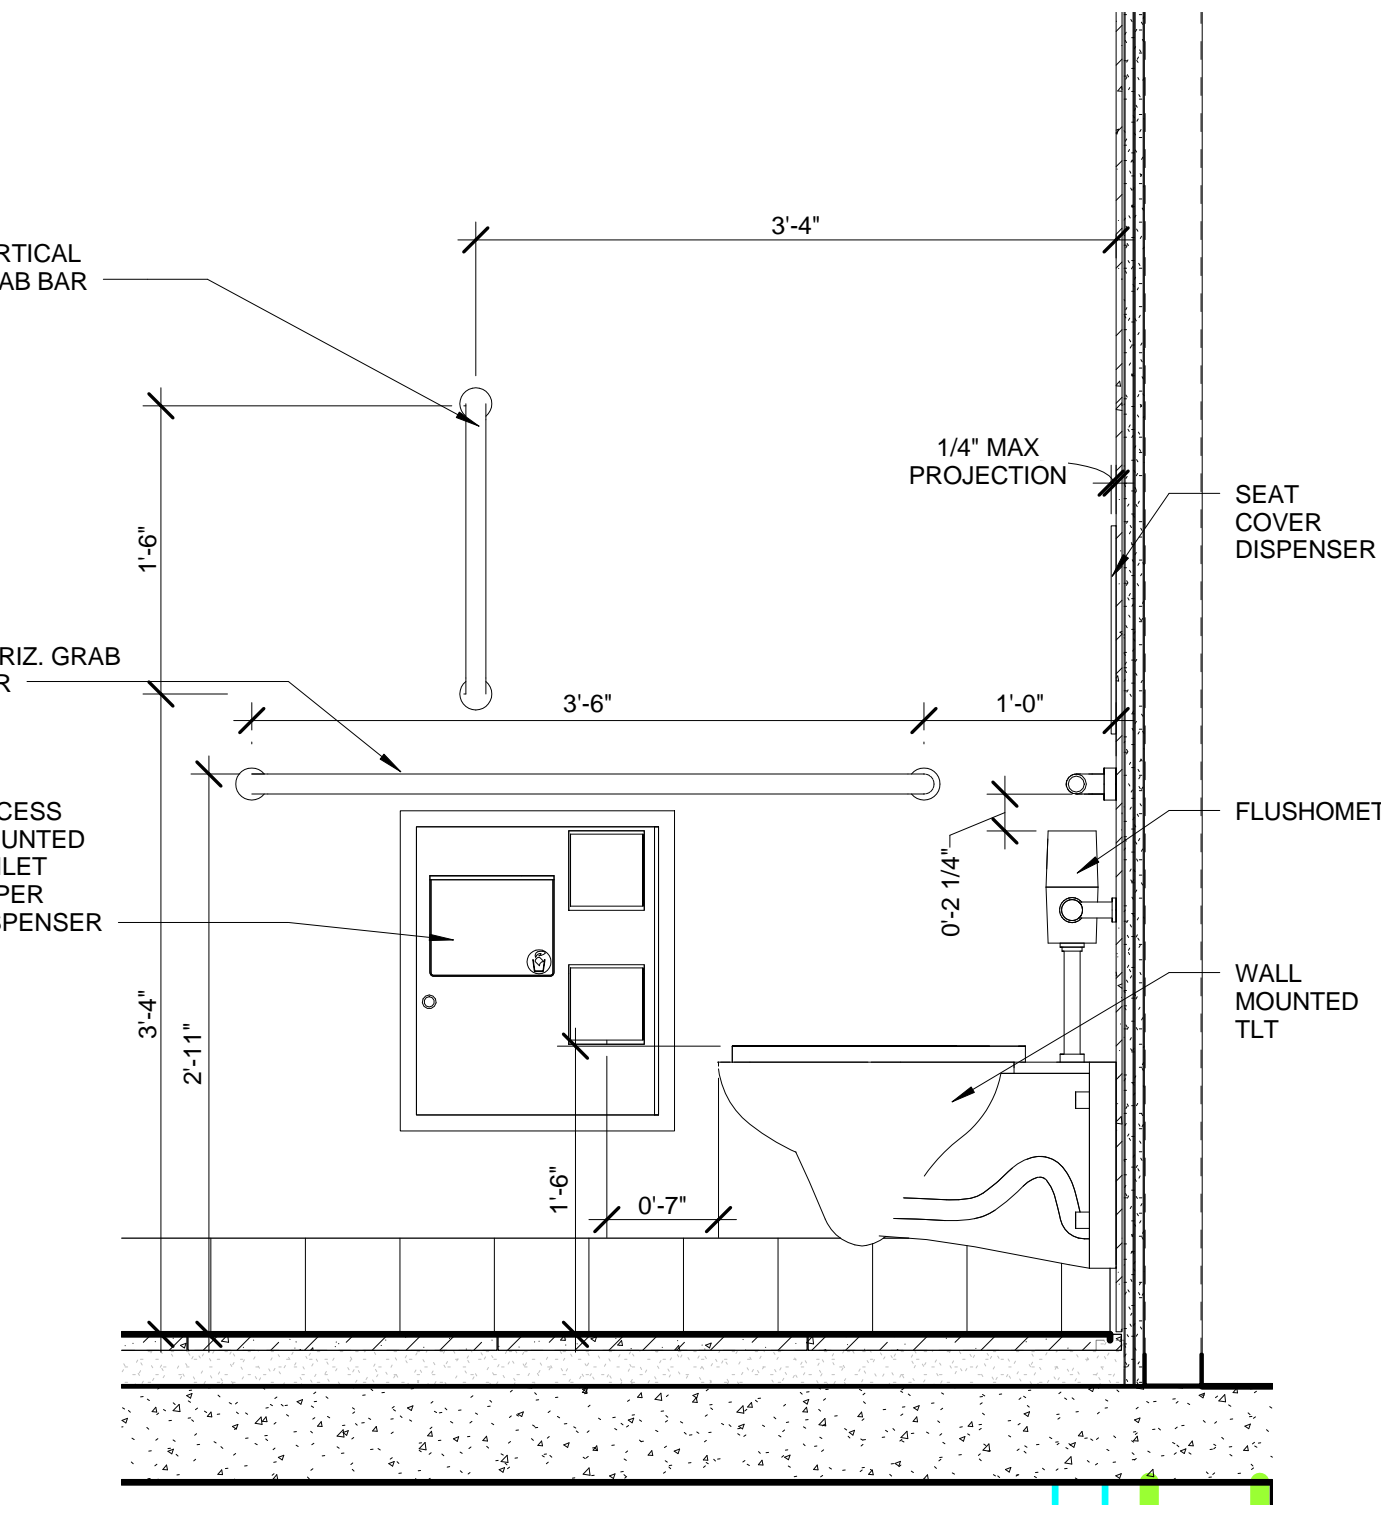 3'-4"
RTICAL
AB BAR
1/4" MAX
PROJECTION
SEAT
COVER
DISPENSER
1'-6"
RIZ. GRAB
R
3'-6"
1'-0"
CESS
UNTED
ILET
PER
SPENSER
FLUSHOMET
0'-2 1/4"
WALL
MOUNTED
TLT
3'-4"
2'-11"
1'-6"
0'-7"